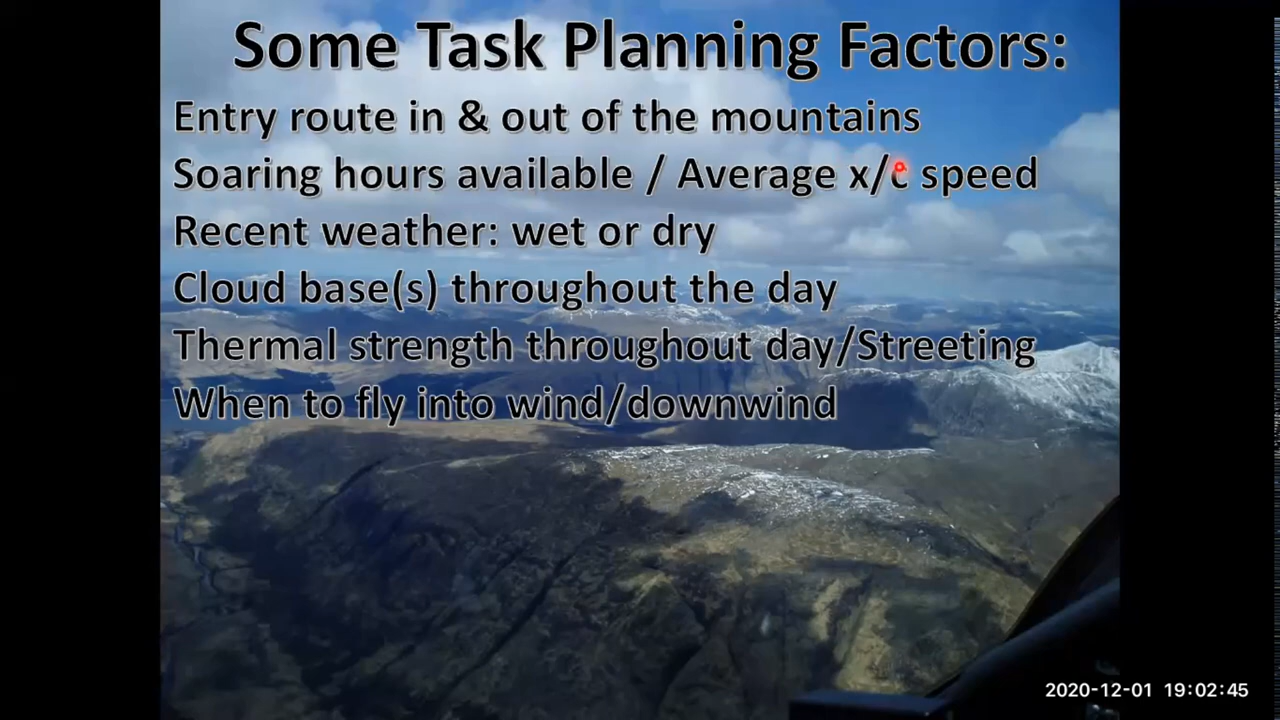 Some Task Planning Factors:
Entry route in & out of the mountains
Soaring hours available / Average x/c speed
Recent weather: wet or dry
Cloud base(s) throughout the day
Thermal strength throughout day/Streeting
When to fly into wind/downwind
2020-12-01 19:02:45